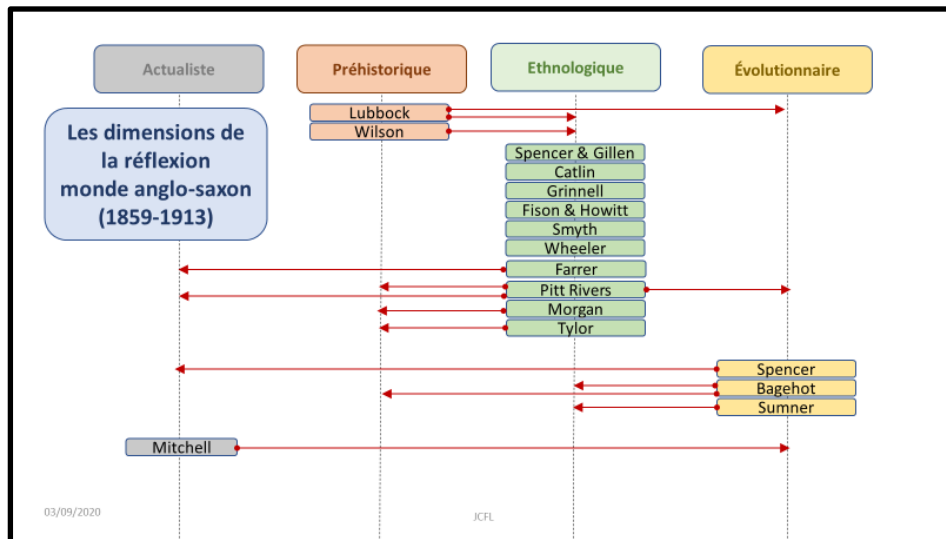 Actualiste
Préhistorique
Ethnologique
Évolutionnaire
Les dimensions de
la réflexion
monde anglo-saxon
(1859-1913)
Lubbock
Wilson
Spencer & Gillen
Catlin
Grinnell
Fison & Howitt
Smyth
Wheeler
Farrer
Pitt Rivers
Morgan
Tylor
Spencer
Bagehot
Sumner
Mitchell
03/09/2020
JCFL